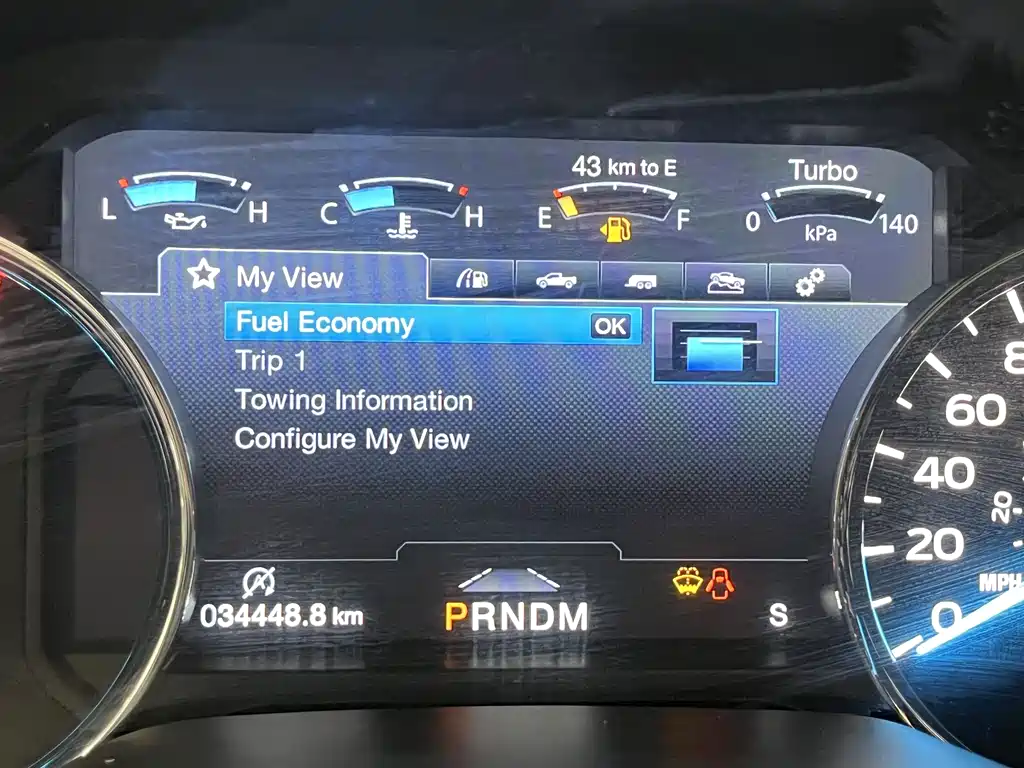 43 km to E
Turbo
L H
C H
E F
0 140
kPa
My View
Fuel Economy OK
Trip 1
Towing Information
Configure My View
034448.8 km
PRNDM
S
8
60
40
20
20
MPH
0